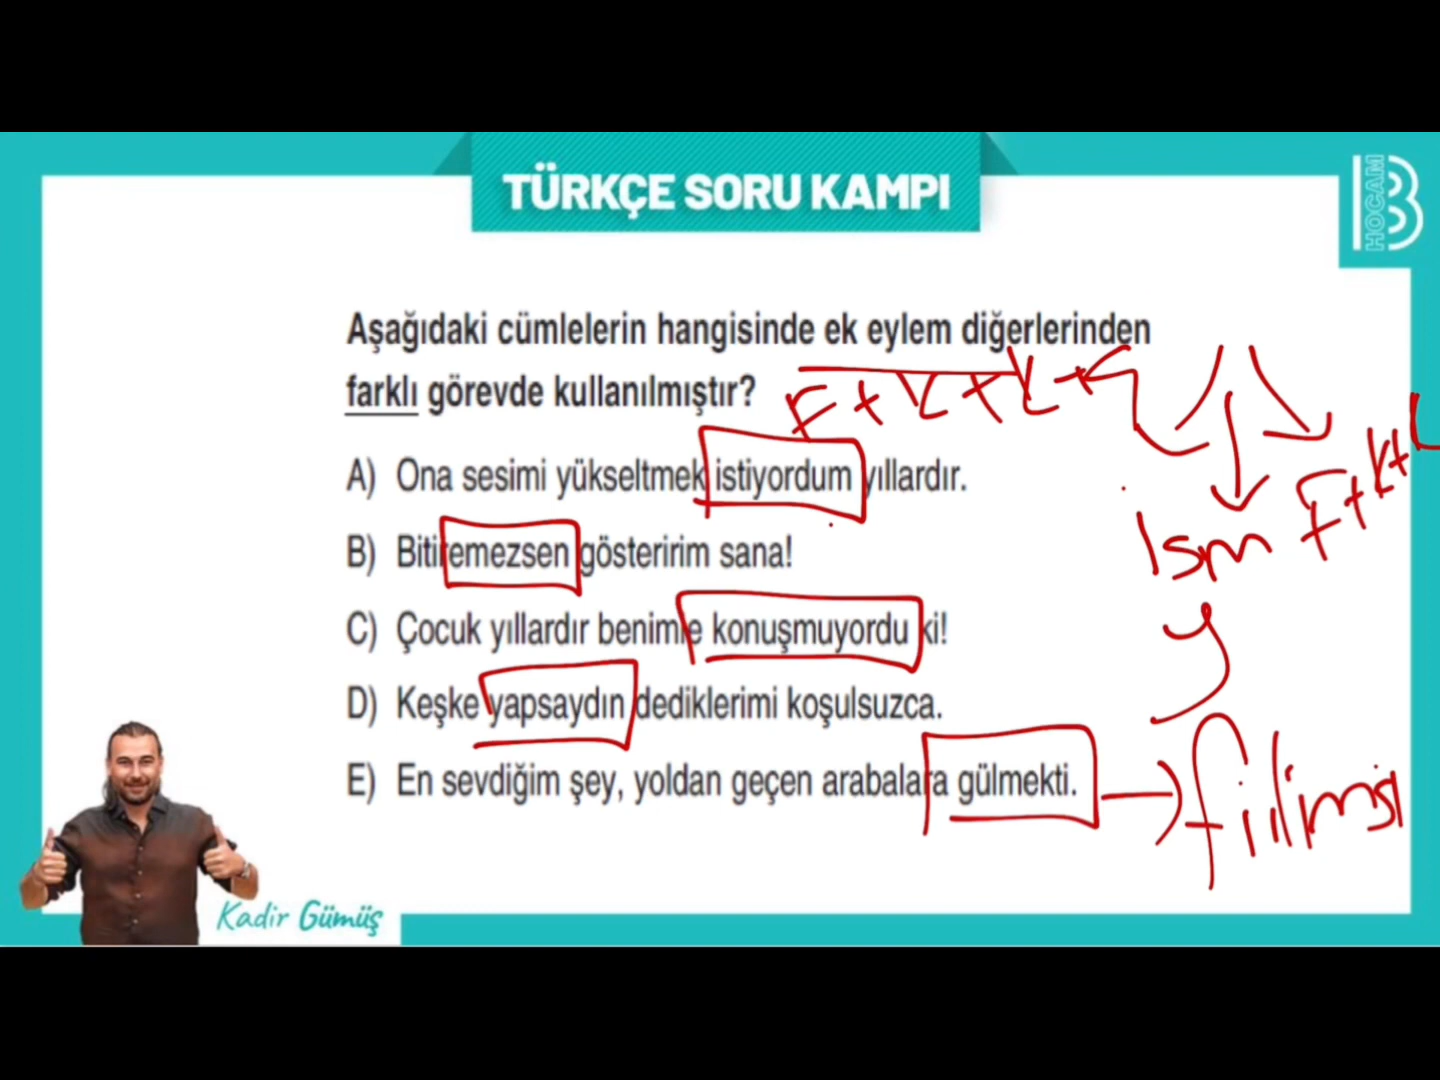 TÜRKÇE SORU KAMPI
B HOCAM
Aşağıdaki cümlelerin hangisinde ek eylem diğerlerinden
farklı görevde kullanılmıştır?
F+K+K+
A) Ona sesimi yükseltmek istiyordum yıllardır.
F+K+
B) Bitiremezsen gösteririm sana!
İsm
C) Çocuk yıllardır benimle konuşmuyordu ki!
D) Keşke yapsaydın dediklerimi koşulsuzca.
E) En sevdiğim şey, yoldan geçen arabalara gülmekti.
fiilimsi
Kadir Gümüş